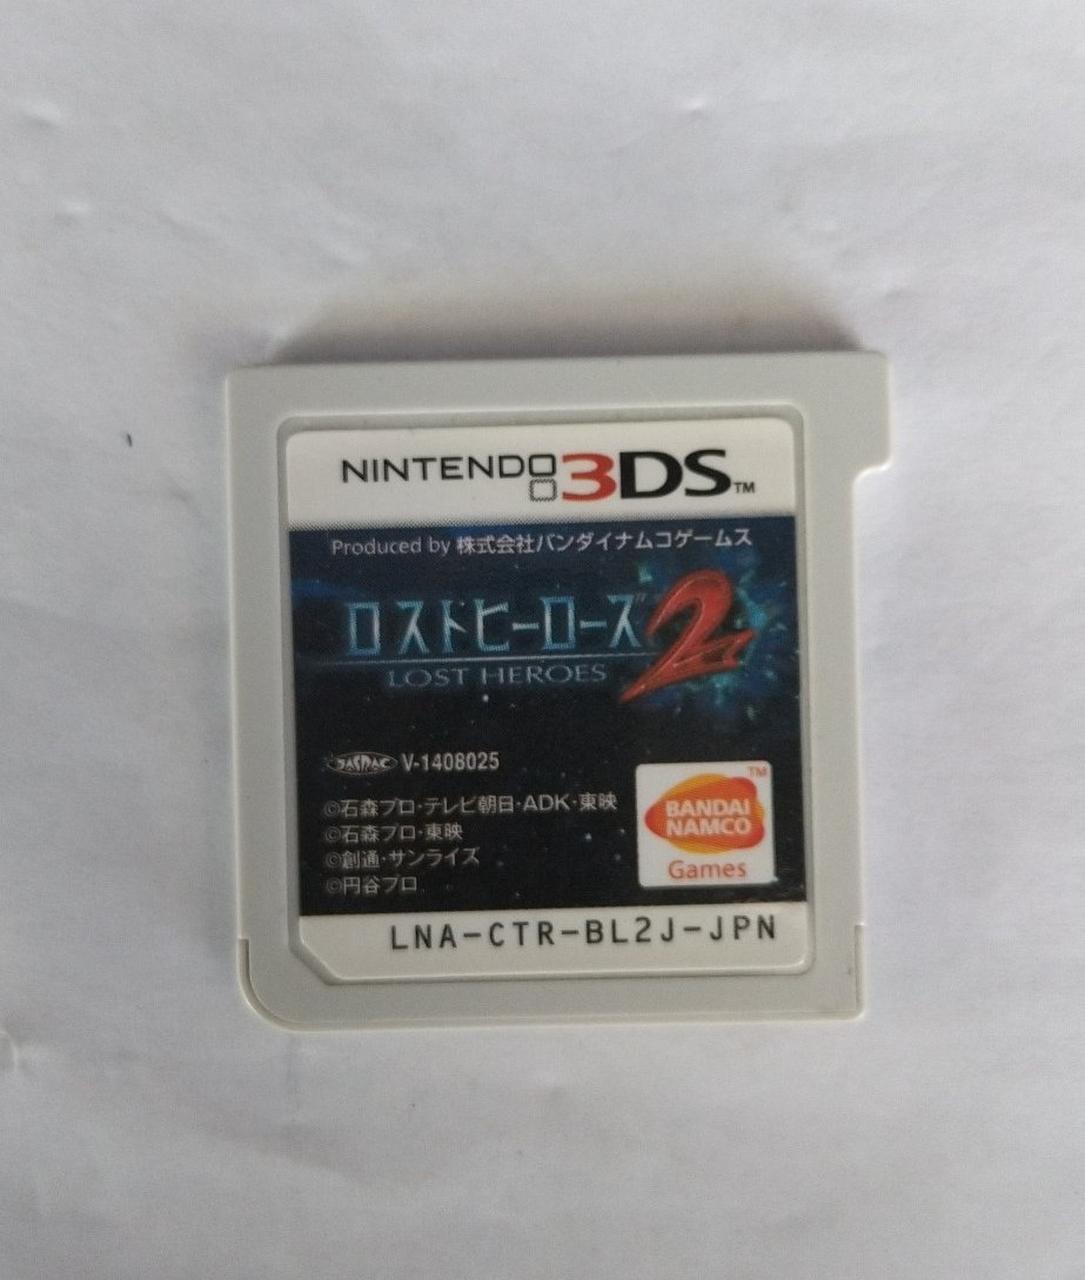 NINTENDO 3DS™
Produced by 株式会社バンダイナムコゲームス
ロストヒーローズ2
LOST HEROES
JASRAC V-1408025
©石森プロ・テレビ朝日・ADK・東映
©石森プロ・東映
©創通・サンライズ
©円谷プロ
TM
BANDAI
NAMCO
Games
LNA-CTR-BL2J-JPN